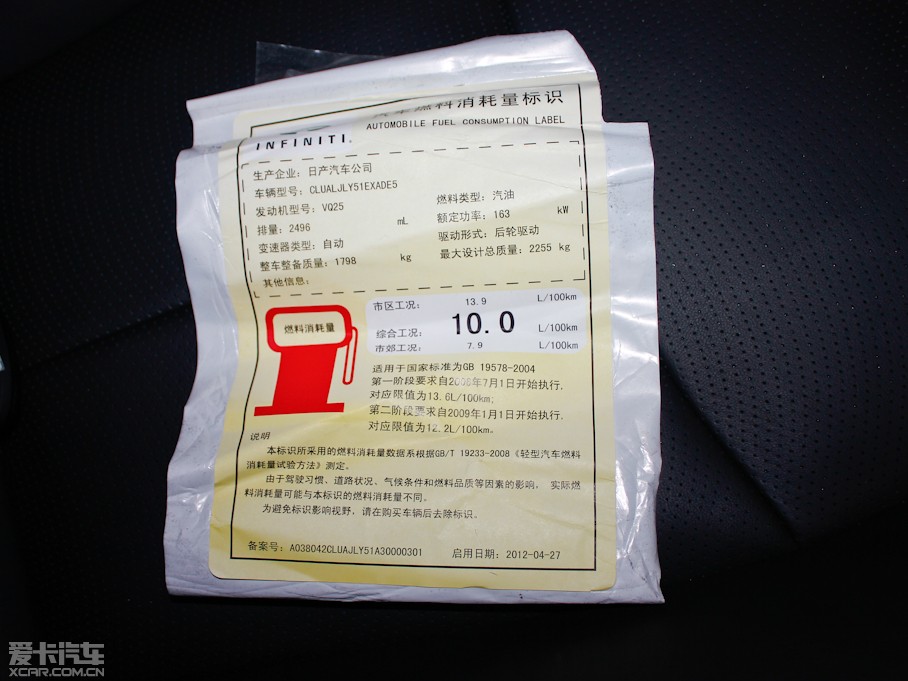 汽车燃料消耗量标识
AUTOMOBILE FUEL CONSUMPTION LABEL
INFINITI®
生产企业：日产汽车公司
车辆型号：CLUALJLY51EXADE5
发动机型号：VQ25 燃料类型：汽油
排量：2496 mL 额定功率：163 kW
变速器类型：自动 驱动形式：后轮驱动
整车整备质量：1798 kg 最大设计总质量：2255 kg
其他信息：
燃料消耗量
市区工况： 13.9 L/100km
综合工况： 10.0 L/100km
市郊工况： 7.9 L/100km
适用于国家标准为GB 19578-2004
第一阶段要求自2006年7月1日开始执行，
对应限值为13.6L/100km；
第二阶段要求自2009年1月1日开始执行，
对应限值为12.2L/100km。
说明
本标识所采用的燃料消耗量数据系根据GB/T 19233-2008《轻型汽车燃料
消耗量试验方法》测定。
由于驾驶习惯、道路状况、气候条件和燃料品质等因素的影响， 实际燃
料消耗量可能与本标识的燃料消耗量不同。
为避免标识影响视野，请在购买车辆后去除标识。
备案号：A038042CLUAJLY51A30000301 启用日期：2012-04-27
爱卡汽车
XCAR.COM.CN